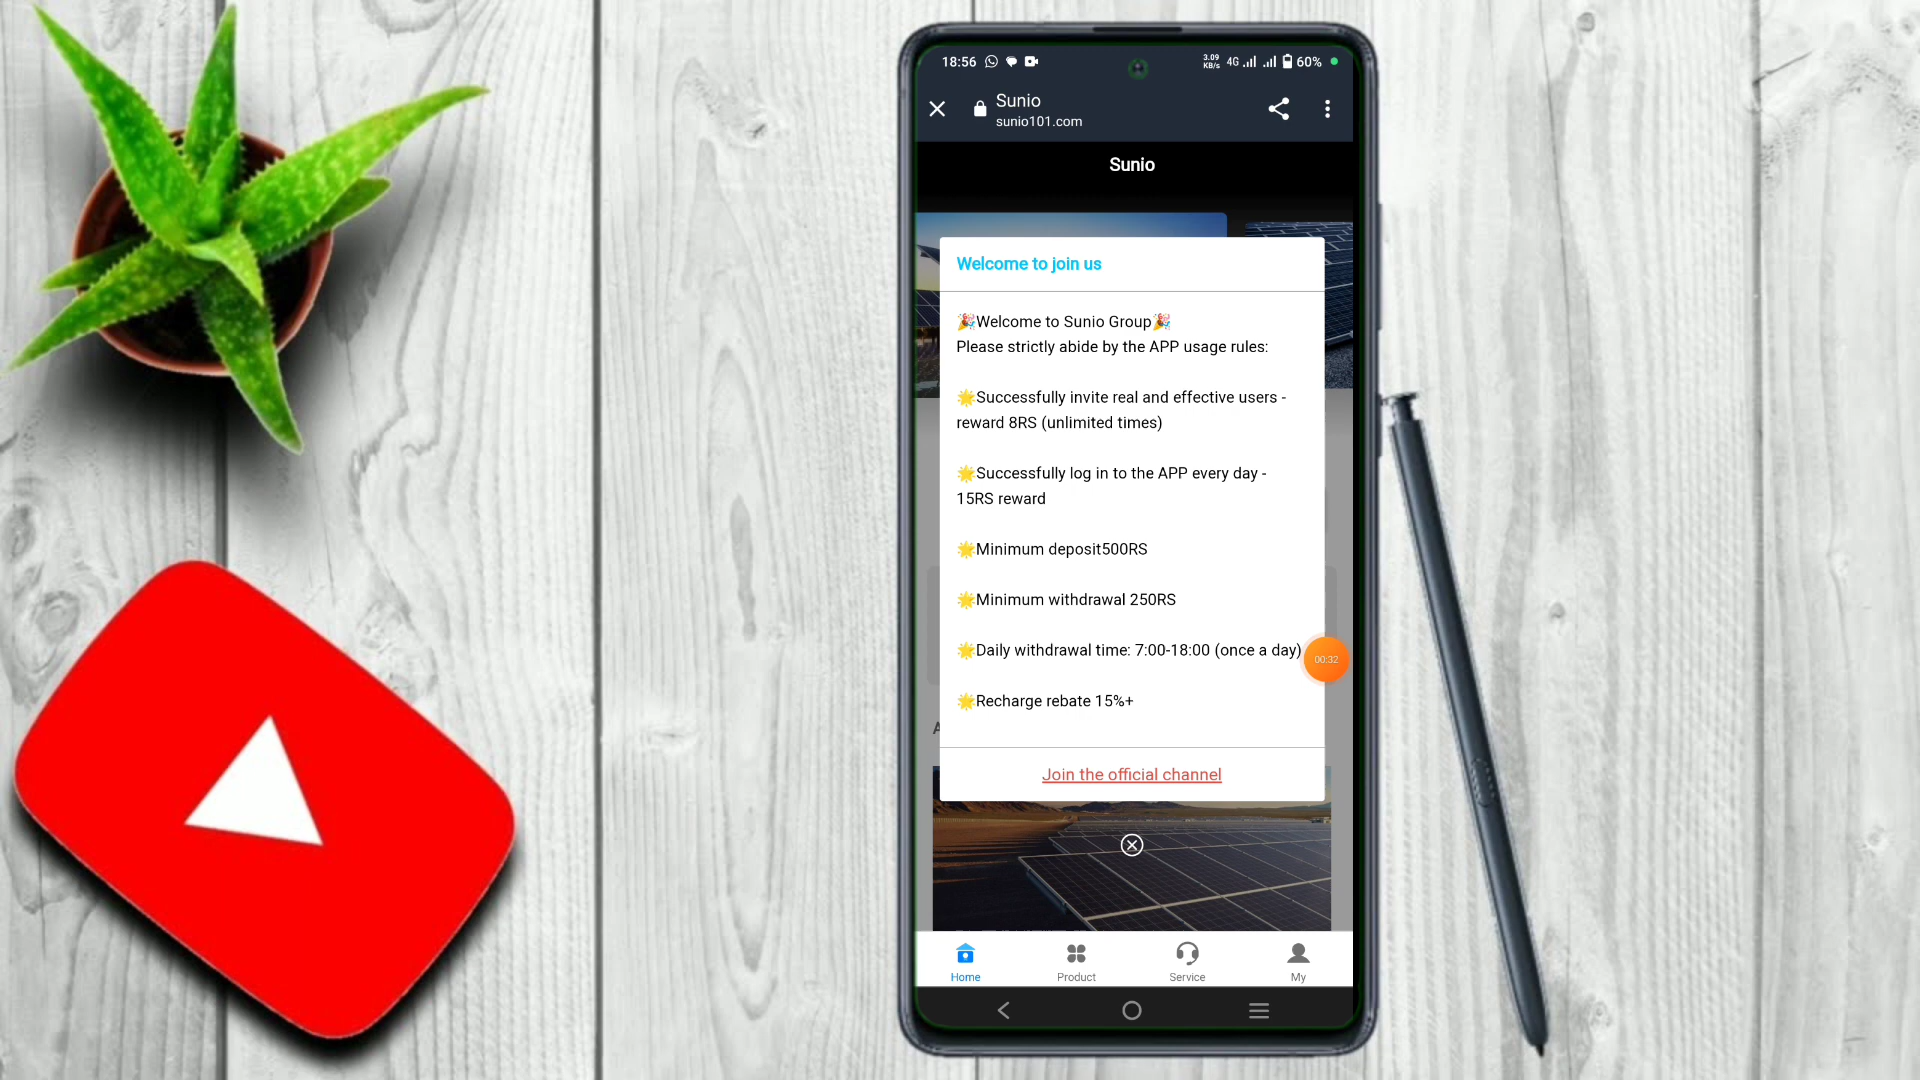 18:56
3.09 KB/s 4G 60%
Sunio
sunio101.com
Sunio
Welcome to join us
🎉Welcome to Sunio Group🎉
Please strictly abide by the APP usage rules:
🌟Successfully invite real and effective users -
reward 8RS (unlimited times)
🌟Successfully log in to the APP every day -
15RS reward
🌟Minimum deposit500RS
🌟Minimum withdrawal 250RS
🌟Daily withdrawal time: 7:00-18:00 (once a day)
00:32
🌟Recharge rebate 15%+
Join the official channel
Home Product Service My